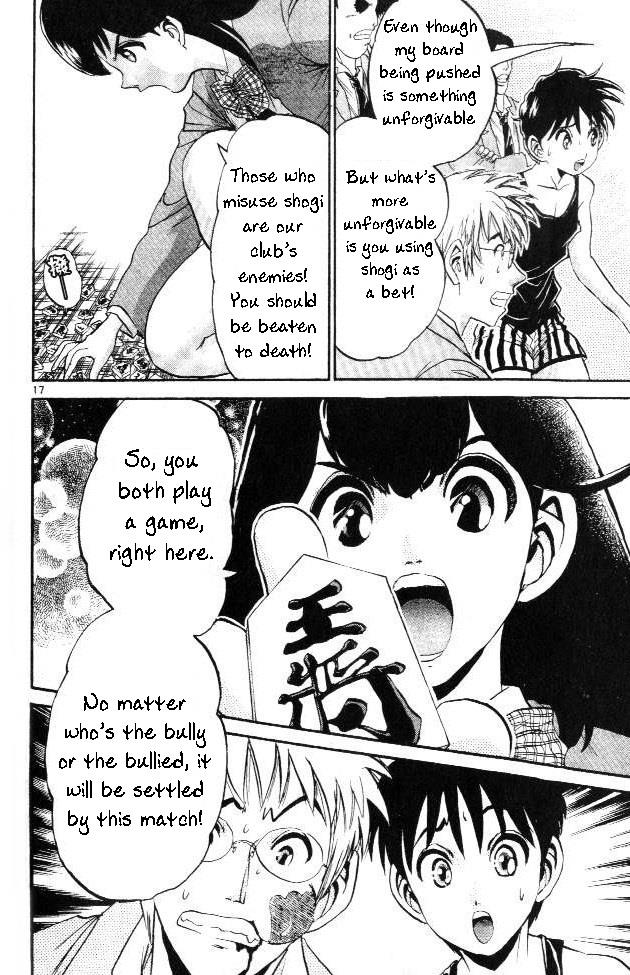 Even though
my board
being pushed
is something
unforgivable
But what's
more
unforgivable
is you using
shogi as
a bet!
Those who
misuse shogi
are our
club's
enemies!
You should
be beaten
to death!
17
So, you
both play
a game,
right here.
王
将
No matter
who's the bully
or the bullied, it
will be settled
by this match!